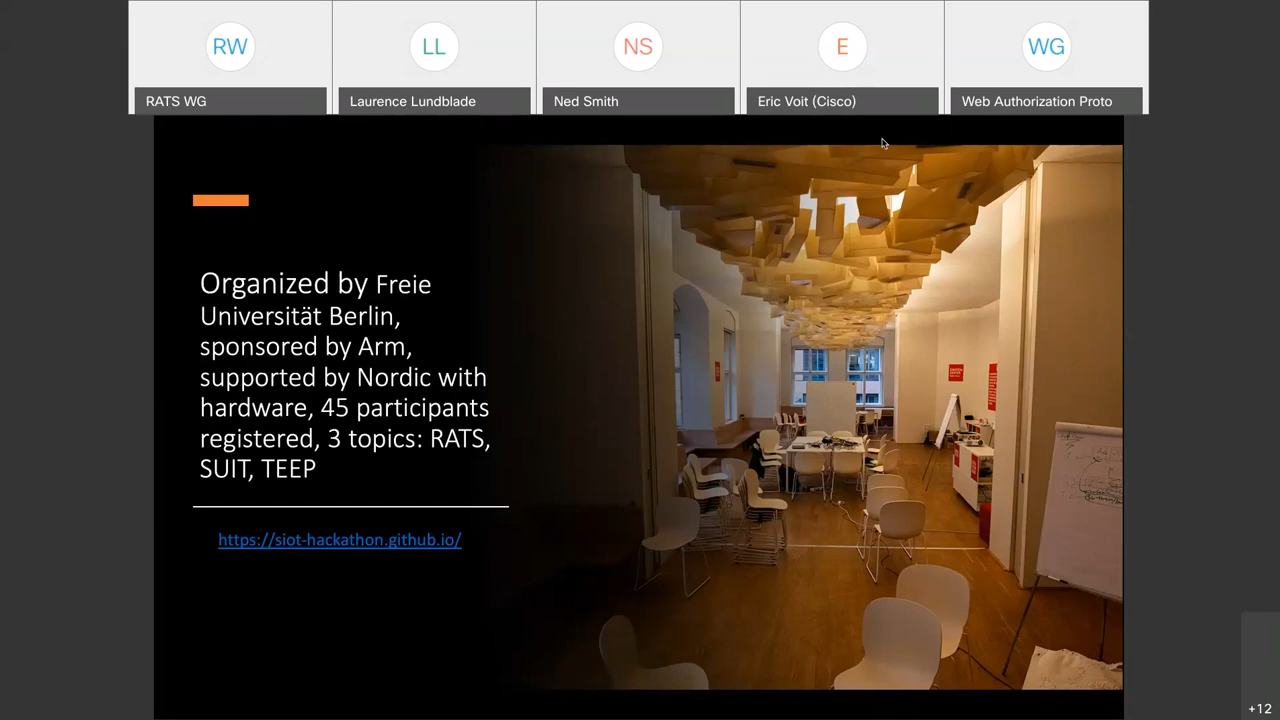 RW
LL
NS
E
WG
RATS WG
Laurence Lundblade
Ned Smith
Eric Voit (Cisco)
Web Authorization Proto
Organized by Freie
Universität Berlin,
sponsored by Arm,
supported by Nordic with
hardware, 45 participants
registered, 3 topics: RATS,
SUIT, TEEP
https://siot-hackathon.github.io/
+12